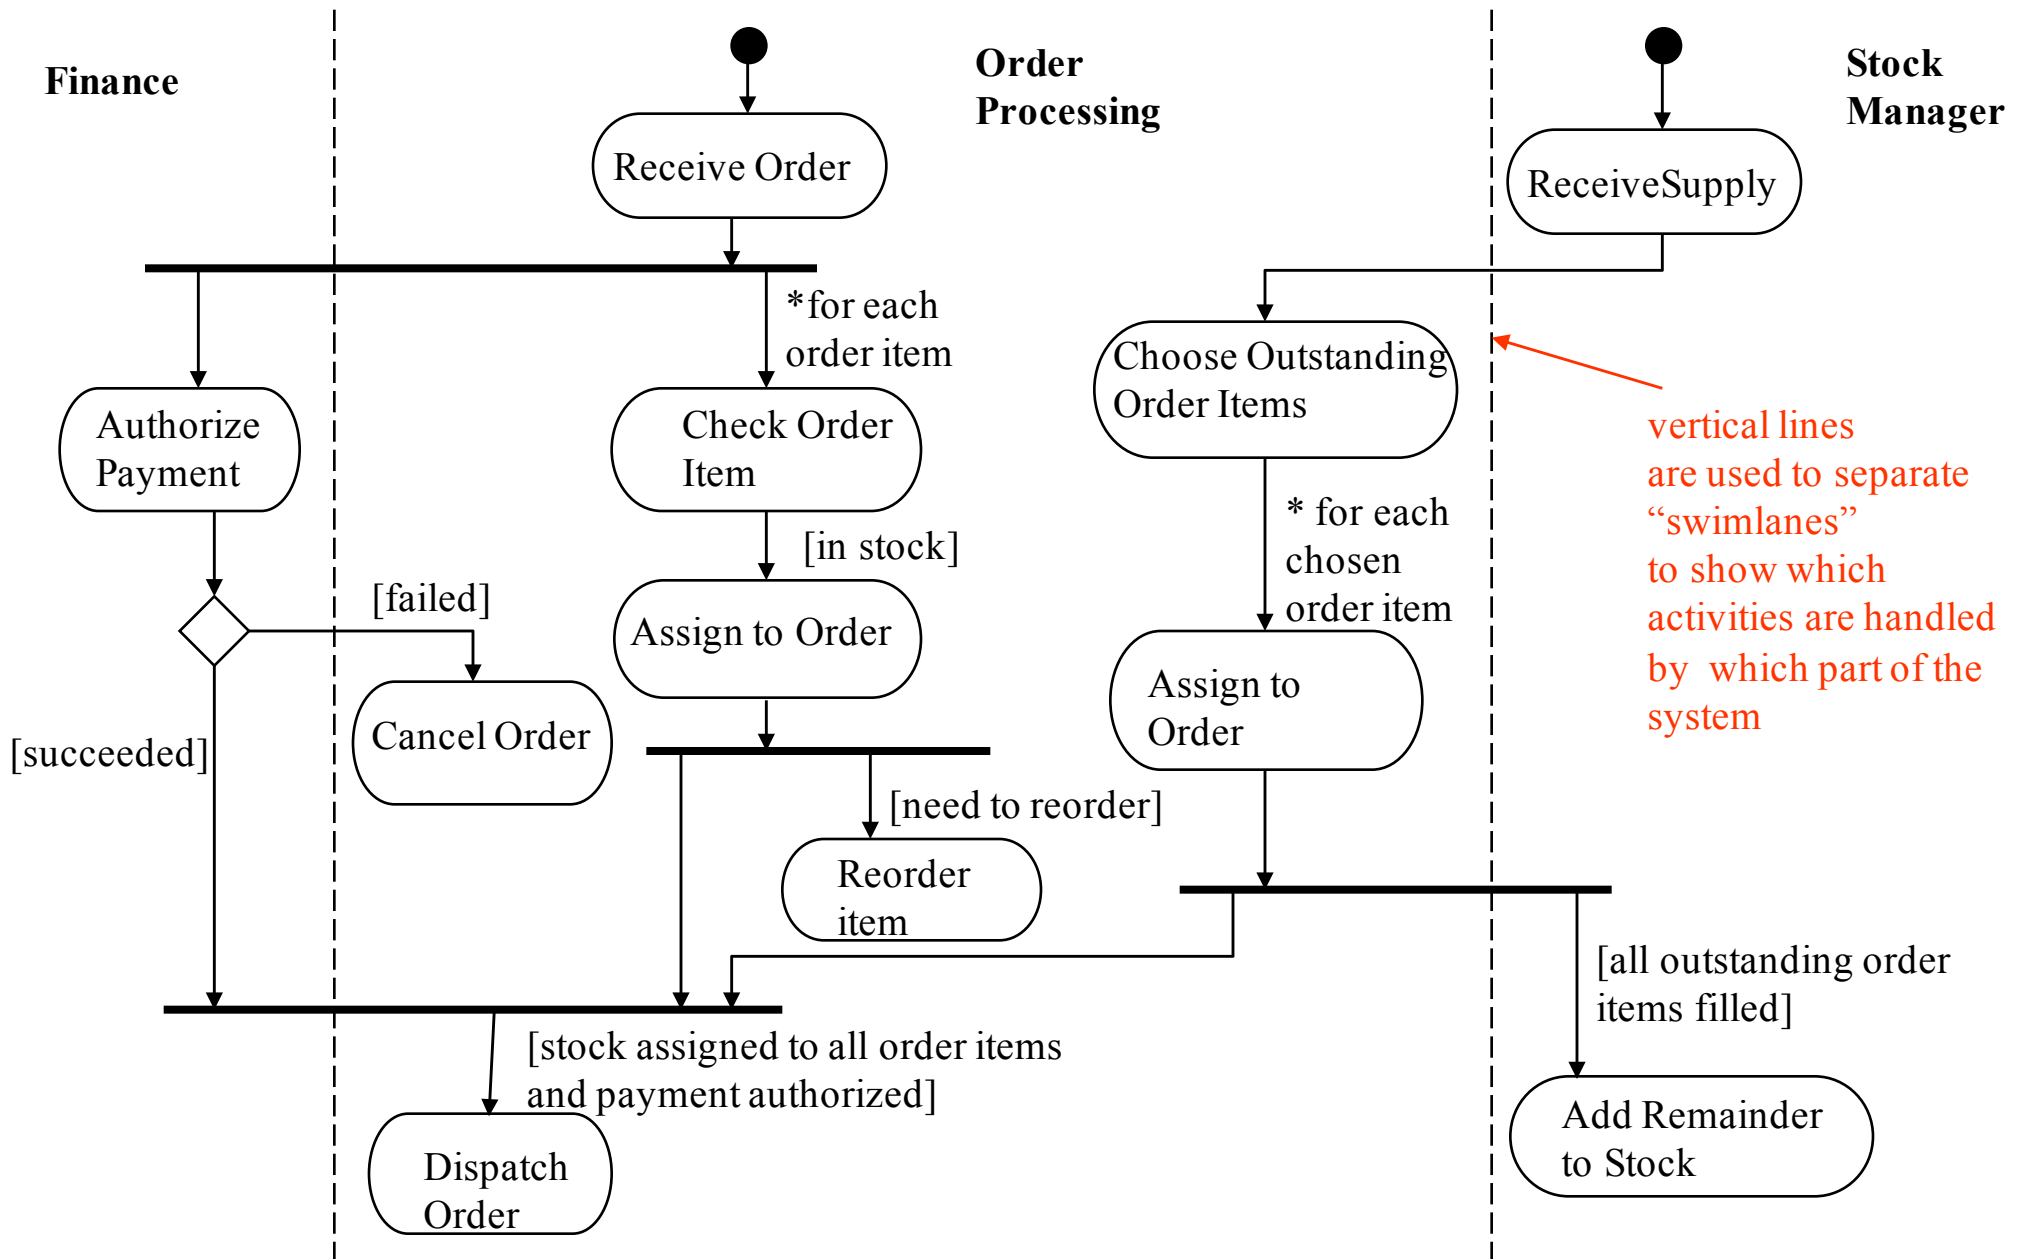 Finance
Order
Processing
Stock
Manager
Receive Order
ReceiveSupply
*for each
order item
Choose Outstanding
Order Items
Authorize
Payment
Check Order
Item
vertical lines
are used to separate
“swimlanes”
to show which
activities are handled
by which part of the
system
* for each
chosen
order item
[in stock]
[failed]
Assign to Order
Assign to
Order
Cancel Order
[succeeded]
[need to reorder]
Reorder
item
[all outstanding order
items filled]
[stock assigned to all order items
and payment authorized]
Add Remainder
to Stock
Dispatch
Order